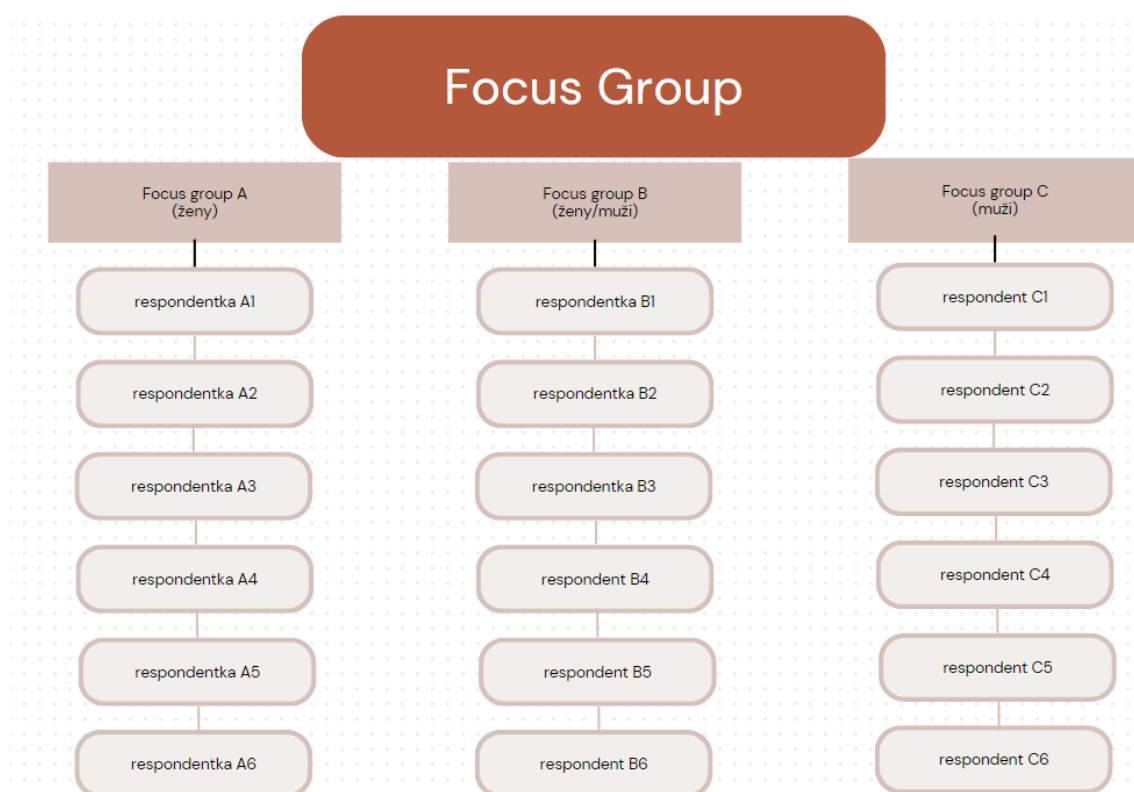 Focus Group
Focus group A
(ženy)
respondentka A1
respondentka A2
respondentka A3
respondentka A4
respondentka A5
respondentka A6
Focus group B
(ženy/muži)
respondentka B1
respondentka B2
respondentka B3
respondent B4
respondent B5
respondent B6
Focus group C
(muži)
respondent C1
respondent C2
respondent C3
respondent C4
respondent C5
respondent C6